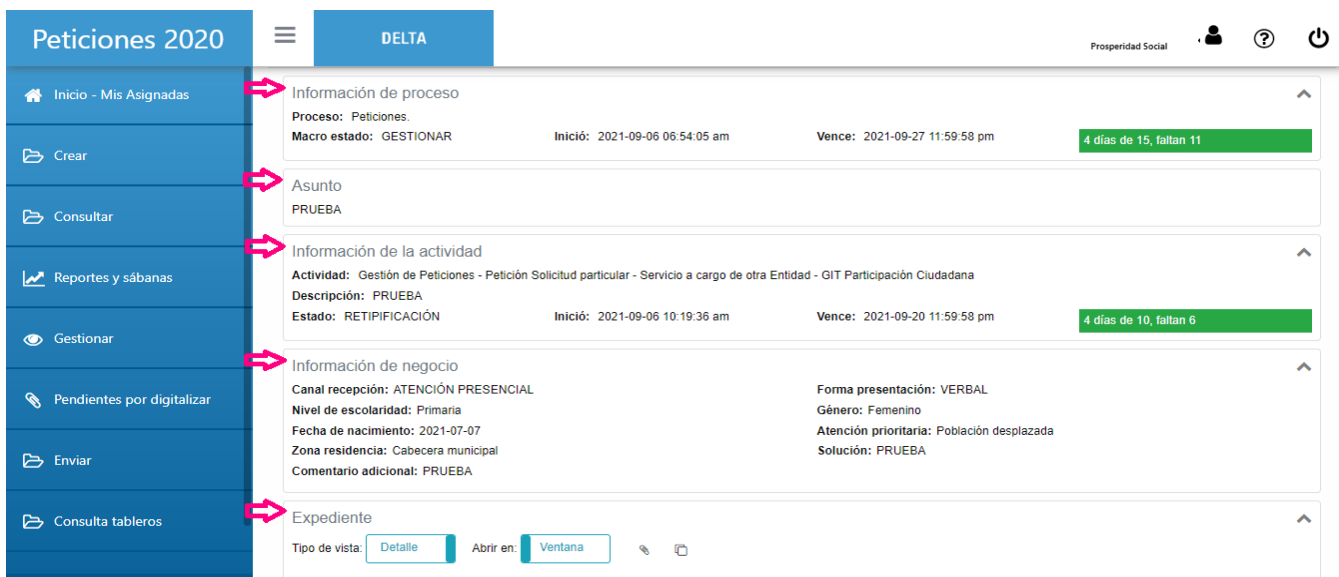 Peticiones 2020
DELTA
Prosperidad Social
Inicio - Mis Asignadas
Crear
Consultar
Reportes y sábanas
Gestionar
Pendientes por digitalizar
Enviar
Consulta tableros
Información de proceso
Proceso: Peticiones.
Macro estado: GESTIONAR Inició: 2021-09-06 06:54:05 am Vence: 2021-09-27 11:59:58 pm 4 días de 15, faltan 11
Asunto
PRUEBA
Información de la actividad
Actividad: Gestión de Peticiones - Petición Solicitud particular - Servicio a cargo de otra Entidad - GIT Participación Ciudadana
Descripción: PRUEBA
Estado: RETIPIFICACIÓN Inició: 2021-09-06 10:19:36 am Vence: 2021-09-20 11:59:58 pm 4 días de 10, faltan 6
Información de negocio
Canal recepción: ATENCIÓN PRESENCIAL Forma presentación: VERBAL
Nivel de escolaridad: Primaria Género: Femenino
Fecha de nacimiento: 2021-07-07 Atención prioritaria: Población desplazada
Zona residencia: Cabecera municipal Solución: PRUEBA
Comentario adicional: PRUEBA
Expediente
Tipo de vista: Detalle Abrir en: Ventana